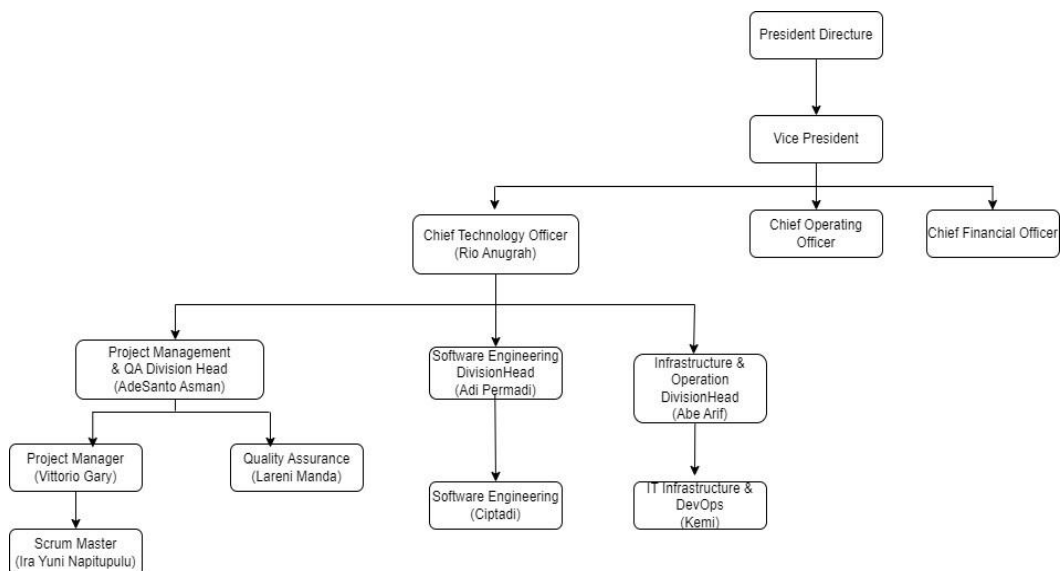 President Directure
Vice President
Chief Technology Officer
(Rio Anugrah)
Chief Operating
Officer
Chief Financial Officer
Project Management
& QA Division Head
(AdeSanto Asman)
Software Engineering
DivisionHead
(Adi Permadi)
Infrastructure &
Operation
DivisionHead
(Abe Arif)
Project Manager
(Vittorio Gary)
Quality Assurance
(Lareni Manda)
Software Engineering
(Ciptadi)
IT Infrastructure &
DevOps
(Kemi)
Scrum Master
(Ira Yuni Napitupulu)